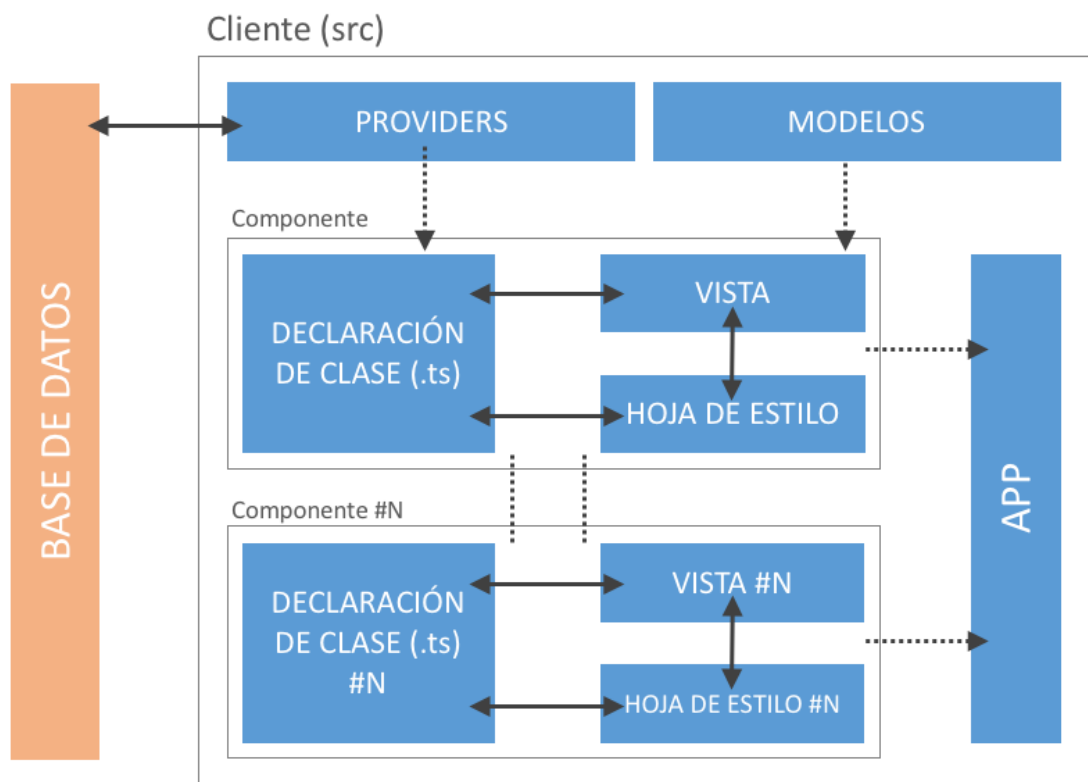 Cliente (src)
BASE DE DATOS
PROVIDERS
MODELOS
Componente
DECLARACIÓN
DE CLASE (.ts)
VISTA
HOJA DE ESTILO
APP
Componente #N
DECLARACIÓN
DE CLASE (.ts)
#N
VISTA #N
HOJA DE ESTILO #N